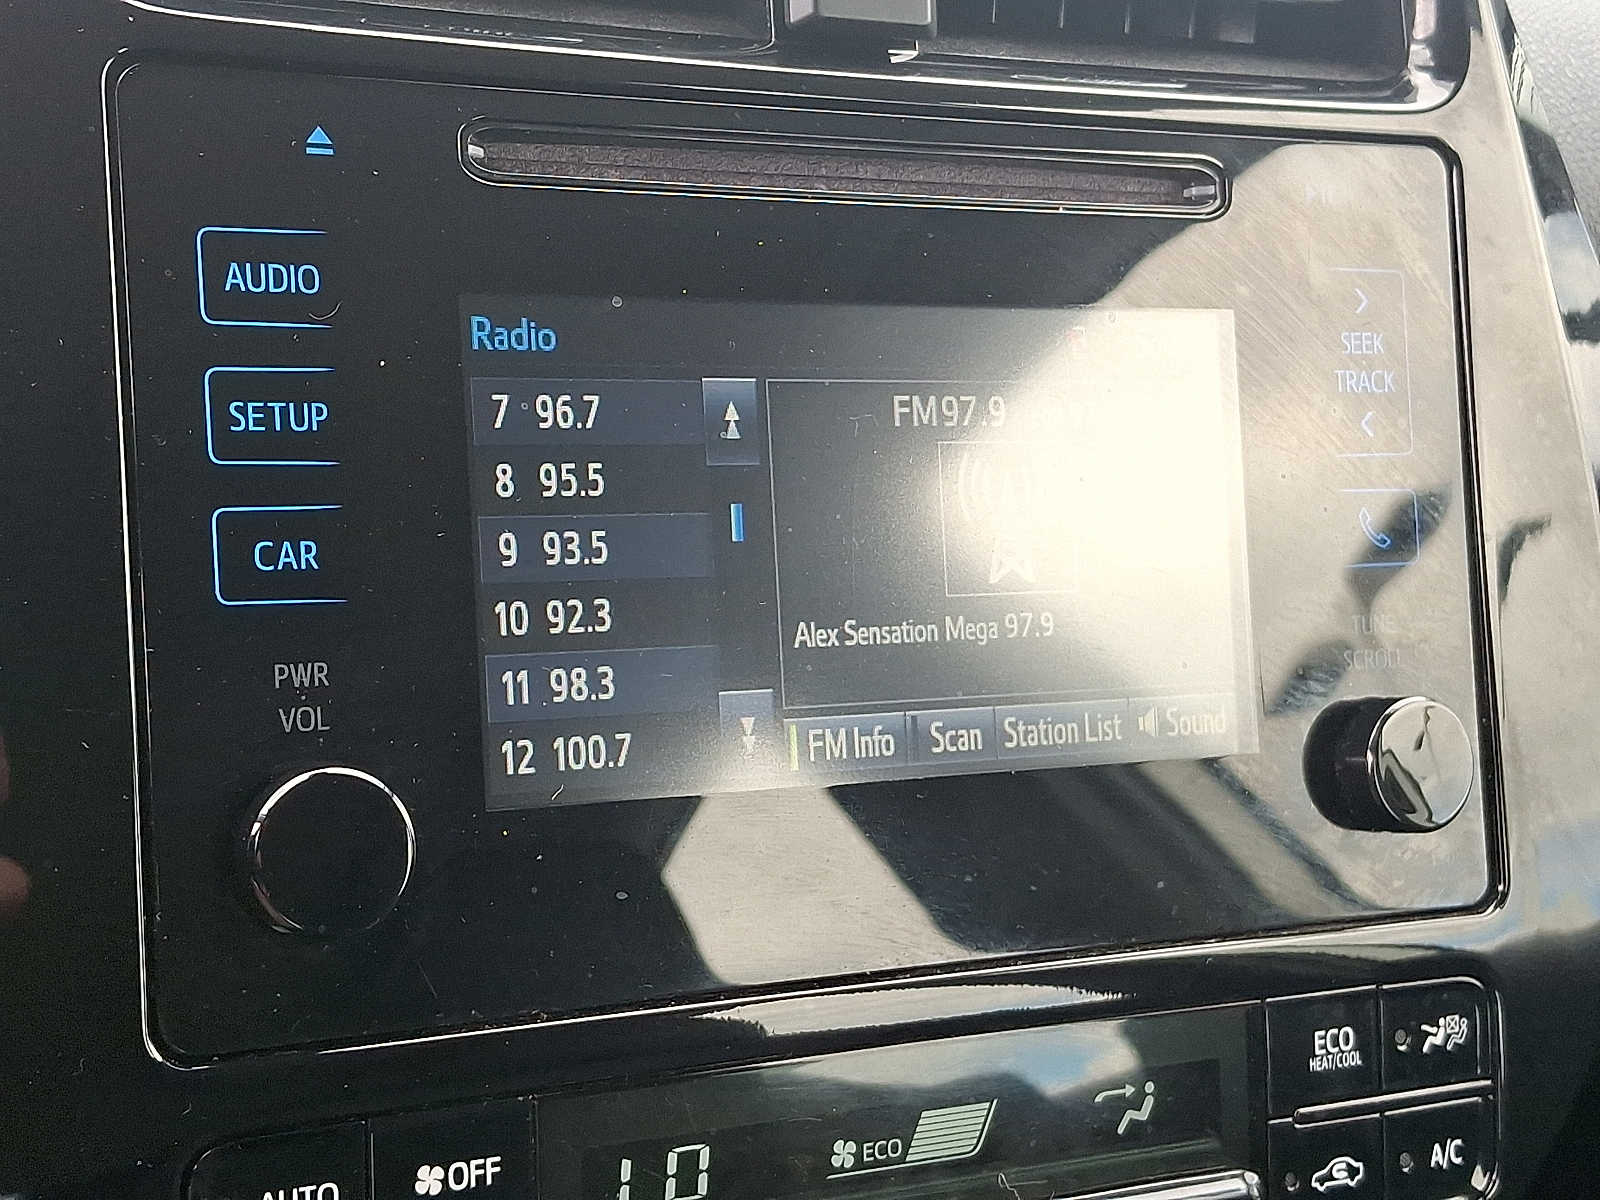 AUDIO
SETUP
CAR
PWR
VOL
Radio
7 96.7
8 95.5
9 93.5
10 92.3
11 98.3
12 100.7
FM97.9
Alex Sensation Mega 97.9
FM Info
Scan
Station List
Sound
SEEK
TRACK
TUNE
SCROLL
AUTO
OFF
ECO
ECO
HEAT/COOL
A/C